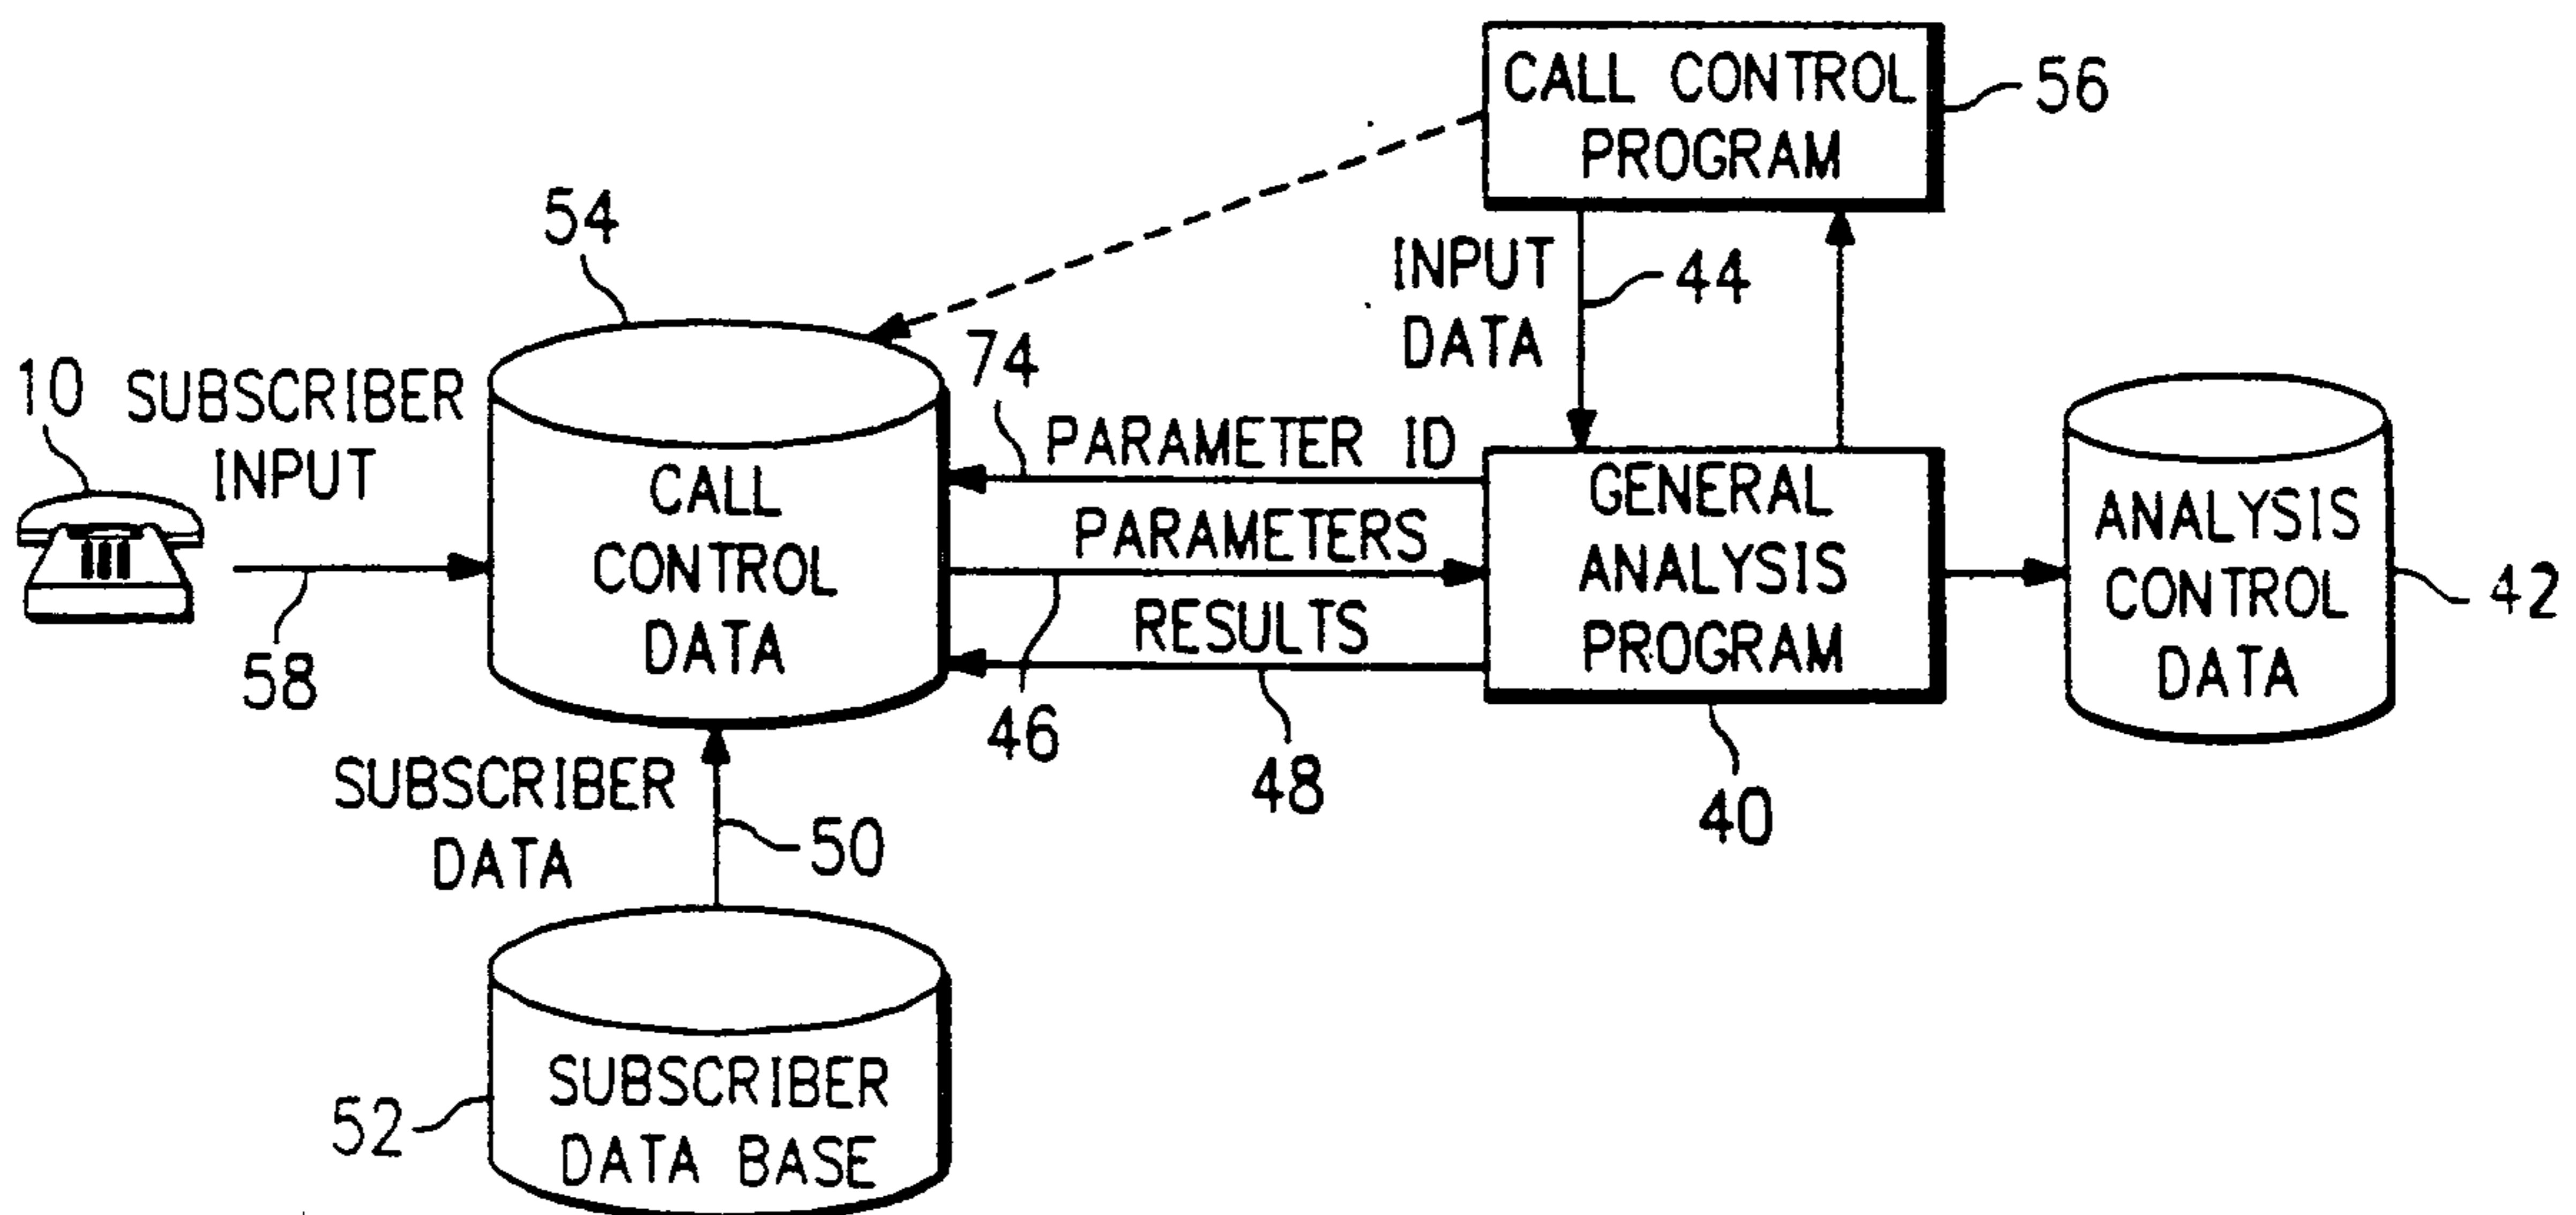 CALL CONTROL
PROGRAM
56
54
INPUT
DATA
44
74
10
SUBSCRIBER
INPUT
58
CALL
CONTROL
DATA
PARAMETER ID
PARAMETERS
46
RESULTS
48
GENERAL
ANALYSIS
PROGRAM
40
ANALYSIS
CONTROL
DATA
42
SUBSCRIBER
DATA
50
52
SUBSCRIBER
DATA BASE